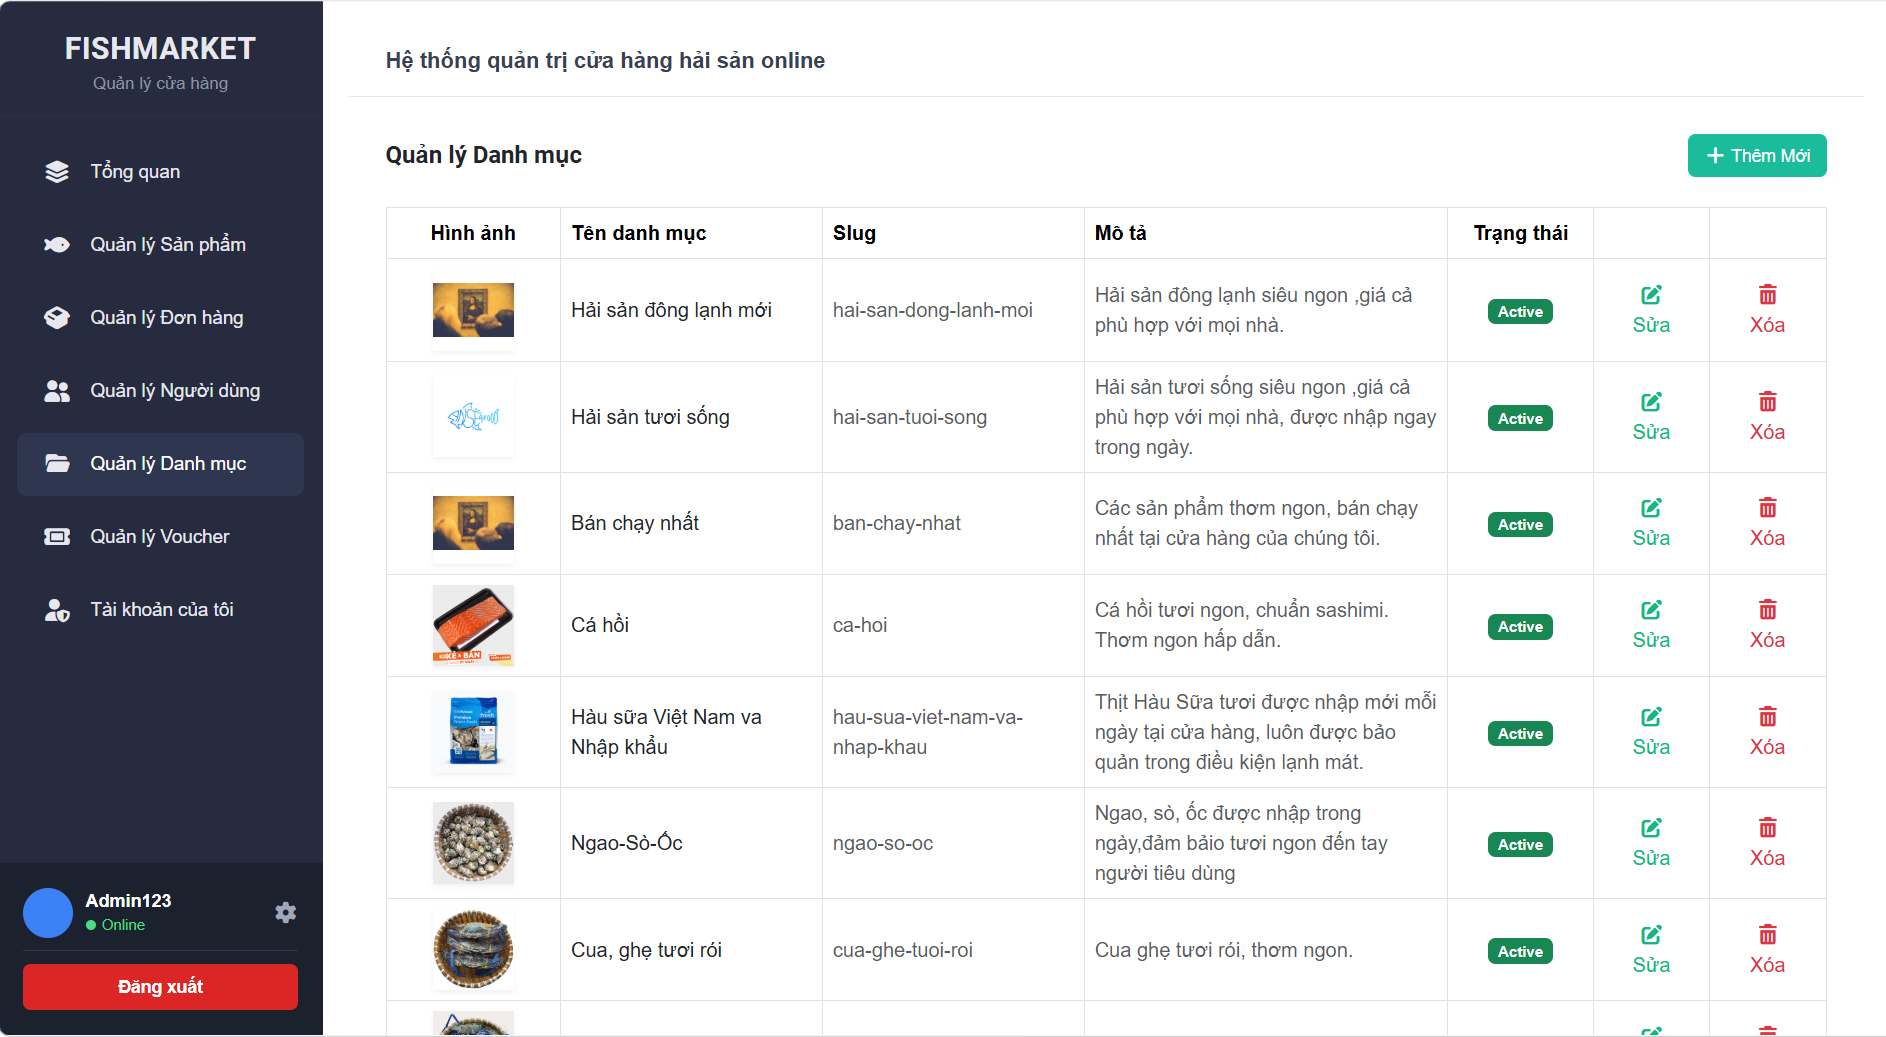 FISHMARKET
Quản lý cửa hàng
Tổng quan
Quản lý Sản phẩm
Quản lý Đơn hàng
Quản lý Người dùng
Quản lý Danh mục
Quản lý Voucher
Tài khoản của tôi
Admin123
Online
Đăng xuất
Hệ thống quản trị cửa hàng hải sản online
Quản lý Danh mục
Thêm Mới
Hình ảnh Tên danh mục Slug Mô tả Trạng thái
Hải sản đông lạnh mới hai-san-dong-lanh-moi Hải sản đông lạnh siêu ngon ,giá cả
phù hợp với mọi nhà. Active Sửa Xóa
Hải sản tươi sống hai-san-tuoi-song Hải sản tươi sống siêu ngon ,giá cả
phù hợp với mọi nhà, được nhập ngay
trong ngày. Active Sửa Xóa
Bán chạy nhất ban-chay-nhat Các sản phẩm thơm ngon, bán chạy
nhất tại cửa hàng của chúng tôi. Active Sửa Xóa
Cá hồi ca-hoi Cá hồi tươi ngon, chuẩn sashimi.
Thơm ngon hấp dẫn. Active Sửa Xóa
Hàu sữa Việt Nam va
Nhập khẩu hau-sua-viet-nam-va-
nhap-khau Thịt Hàu Sữa tươi được nhập mới mỗi
ngày tại cửa hàng, luôn được bảo
quản trong điều kiện lạnh mát. Active Sửa Xóa
Ngao-Sò-Ốc ngao-so-oc Ngao, sò, ốc được nhập trong
ngày,đảm bảio tươi ngon đến tay
người tiêu dùng Active Sửa Xóa
Cua, ghẹ tươi rói cua-ghe-tuoi-roi Cua ghẹ tươi rói, thơm ngon. Active Sửa Xóa